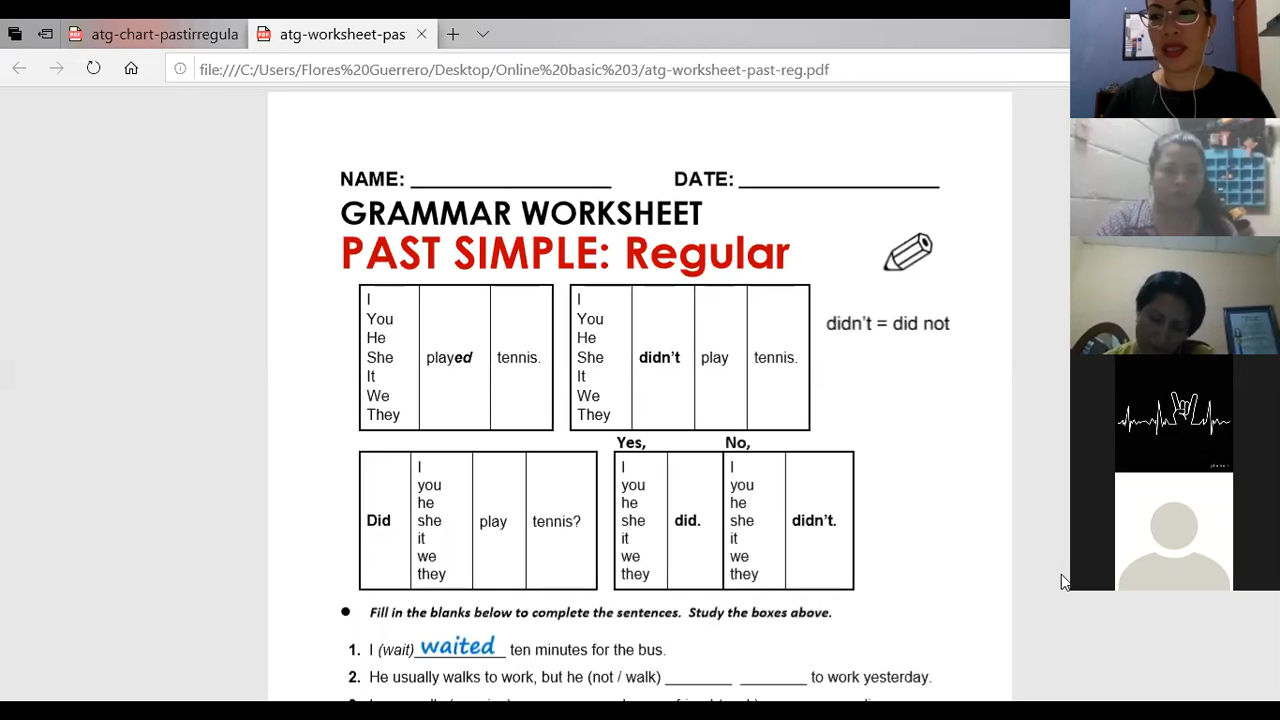 atg-chart-pastirregula
atg-worksheet-pas
file:///C:/Users/Flores%20Guerrero/Desktop/Online%20basic%203/atg-worksheet-past-reg.pdf
NAME: DATE:
GRAMMAR WORKSHEET
PAST SIMPLE: Regular
I
You
He
She
It
We
They
played
tennis.
I
You
He
She
It
We
They
didn't
play
tennis.
didn't = did not
Did
I
you
he
she
it
we
they
play
tennis?
Yes,
I
you
he
she
it
we
they
did.
No,
I
you
he
she
it
we
they
didn't.
Fill in the blanks below to complete the sentences. Study the boxes above.
1. I (wait) waited ten minutes for the bus.
2. He usually walks to work, but he (not / walk) ________ ________ to work yesterday.